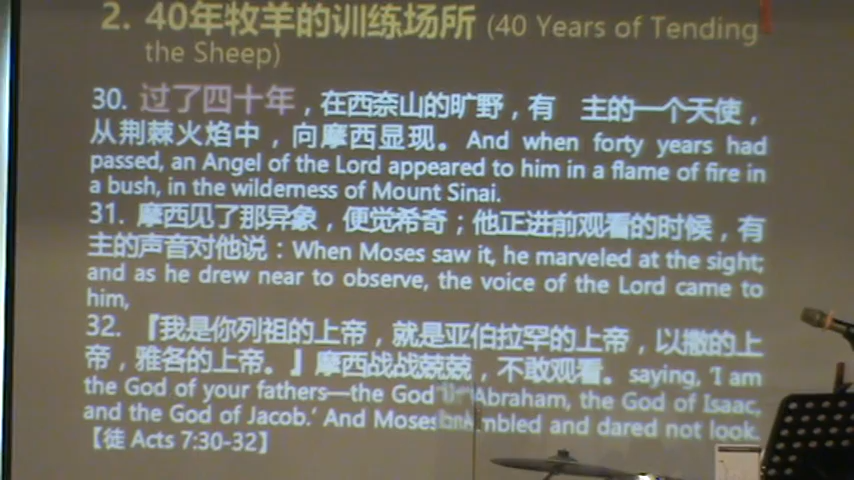 2. 40年牧羊的训练场所 (40 Years of Tending
the Sheep)
30. 过了四十年，在西奈山的旷野，有 主的一个天使，
从荆棘火焰中，向摩西显现。And when forty years had
passed, an Angel of the Lord appeared to him in a flame of fire in
a bush, in the wilderness of Mount Sinai.
31. 摩西见了那异象，便觉希奇；他正进前观看的时候，有
主的声音对他说：When Moses saw it, he marveled at the sight;
and as he drew near to observe, the voice of the Lord came to
him,
32. 『我是你列祖的上帝，就是亚伯拉罕的上帝，以撒的上
帝，雅各的上帝。』摩西战战兢兢，不敢观看。saying, ‘I am
the God of your fathers—the God Abraham, the God of Isaac,
and the God of Jacob.’ And Moses and dared not look.
【徒 Acts 7:30-32】